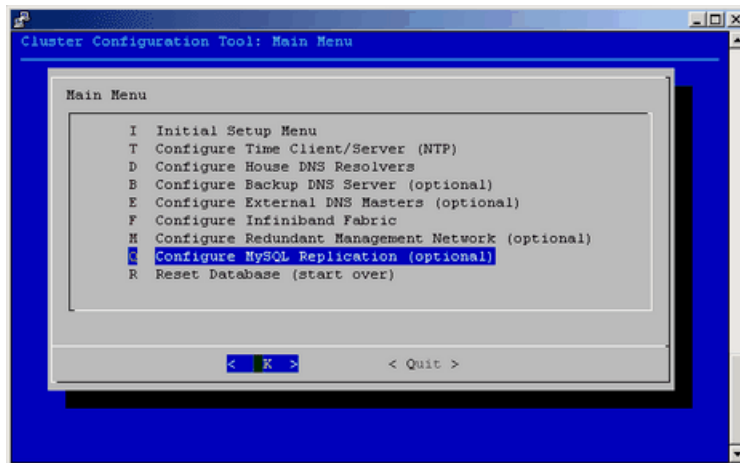 Cluster Configuration Tool: Main Menu
Main Menu
I Initial Setup Menu
T Configure Time Client/Server (NTP)
D Configure House DNS Resolvers
B Configure Backup DNS Server (optional)
E Configure External DNS Masters (optional)
F Configure Infiniband Fabric
M Configure Redundant Management Network (optional)
Q Configure MySQL Replication (optional)
R Reset Database (start over)
< K > < Quit >